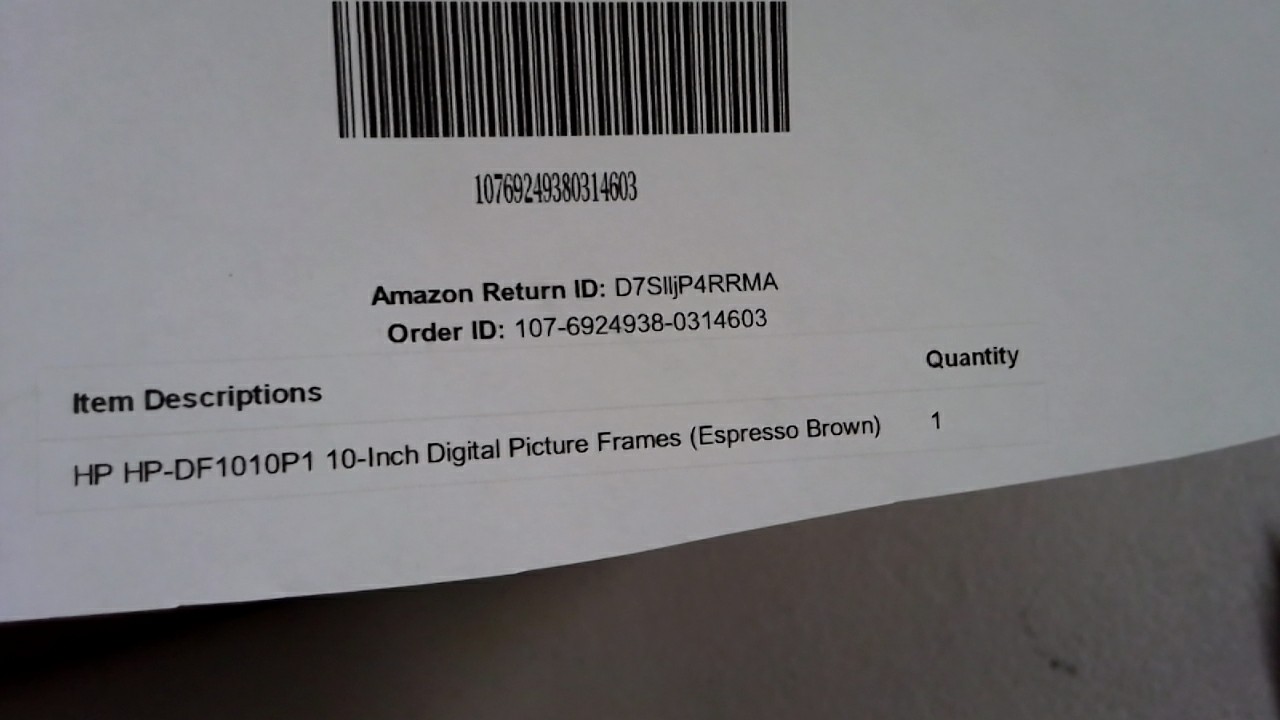 10769249380314603
Amazon Return ID: D7SlljP4RRMA
Order ID: 107-6924938-0314603
Item Descriptions Quantity
HP HP-DF1010P1 10-Inch Digital Picture Frames (Espresso Brown) 1